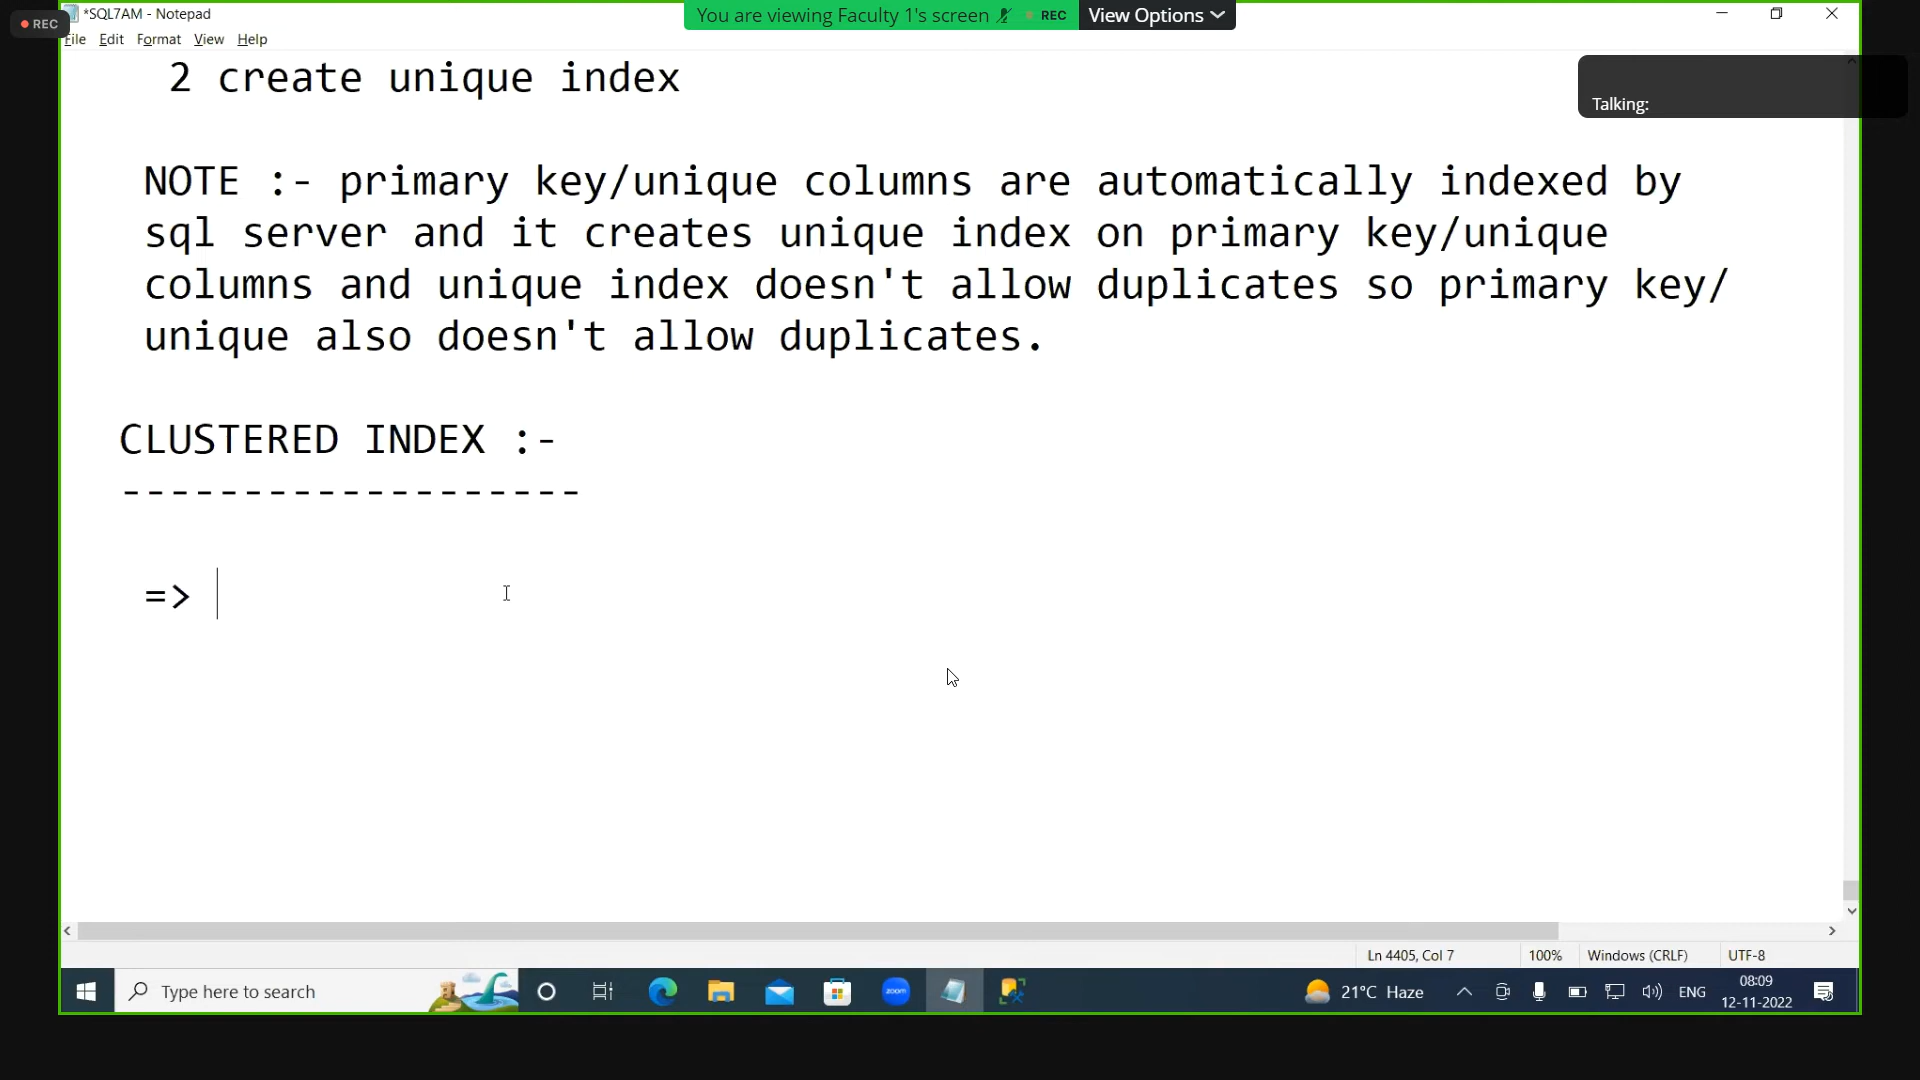 REC
*SQL7AM - Notepad
You are viewing Faculty 1's screen
REC
View Options
File Edit Format View Help
Talking:
2 create unique index
NOTE :- primary key/unique columns are automatically indexed by
sql server and it creates unique index on primary key/unique
columns and unique index doesn't allow duplicates so primary key/
unique also doesn't allow duplicates.
CLUSTERED INDEX :-
-------------------
=>
Ln 4405, Col 7
100%
Windows (CRLF)
UTF-8
Type here to search
zoom
21°C Haze
ENG
08:09
12-11-2022